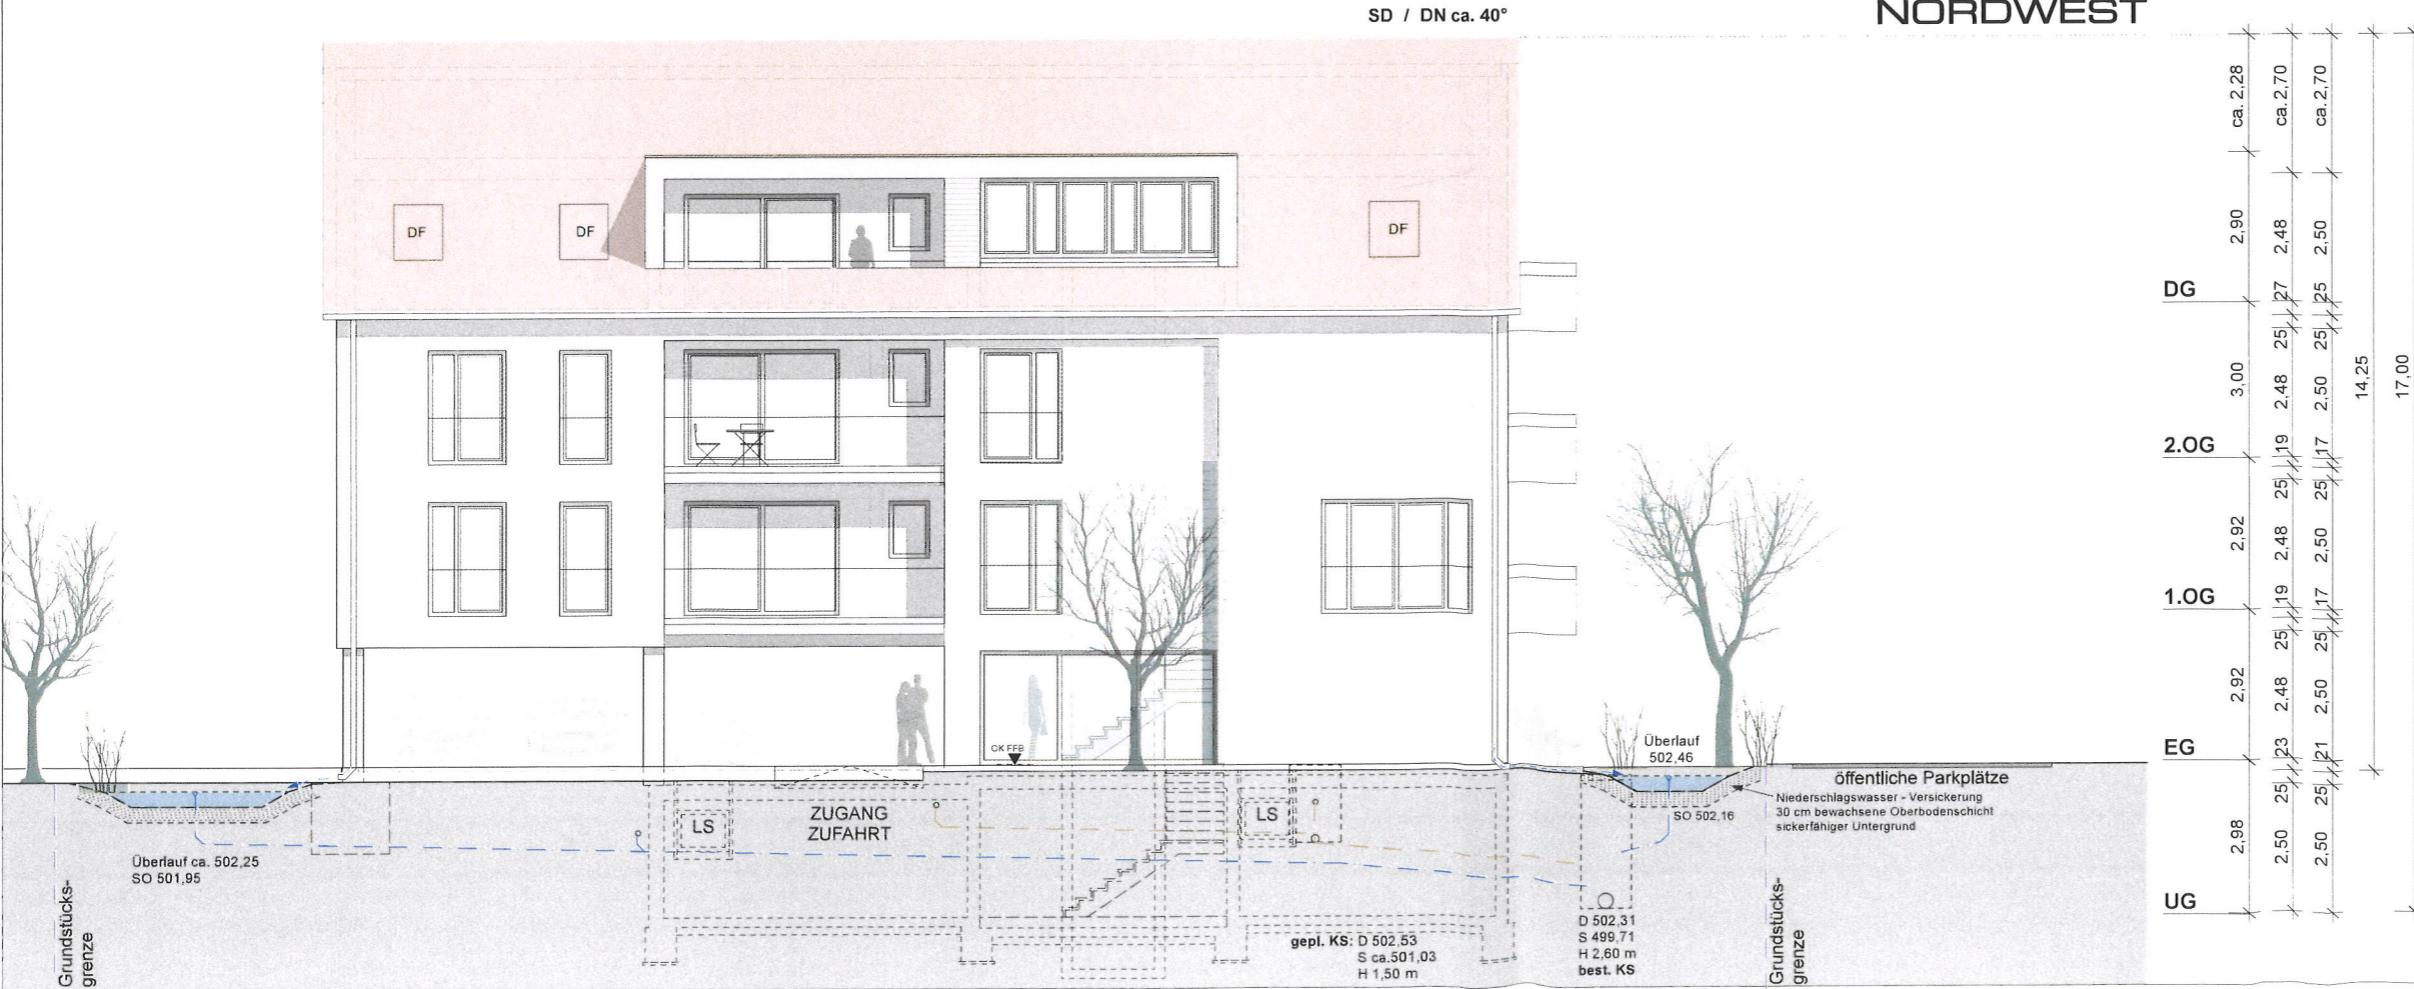 SD / DN ca. 40°
NORDWEST
DF
DF
DF
DG
2.OG
1.OG
EG
UG
OK FFB
ZUGANG
ZUFAHRT
LS
LS
Überlauf ca. 502,25
SO 501,95
Grundstücks-
grenze
Überlauf
502,46
öffentliche Parkplätze
Niederschlagswasser - Versickerung
30 cm bewachsene Oberbodenschicht
sickerfähiger Untergrund
SO 502,16
gepl. KS: D 502,53
S ca.501,03
H 1,50 m
D 502,31
S 499,71
H 2,60 m
best. KS
Grundstücks-
grenze
ca. 2,28
2,90
3,00
2,92
2,92
2,98
ca.2,70
2,48
27
25
2,48
19
25
2,48
19
25
2,48
23
25
2,50
ca.2,70
2,50
25
25
2,50
17
25
2,50
17
25
2,50
21
25
2,50
14,25
17,00